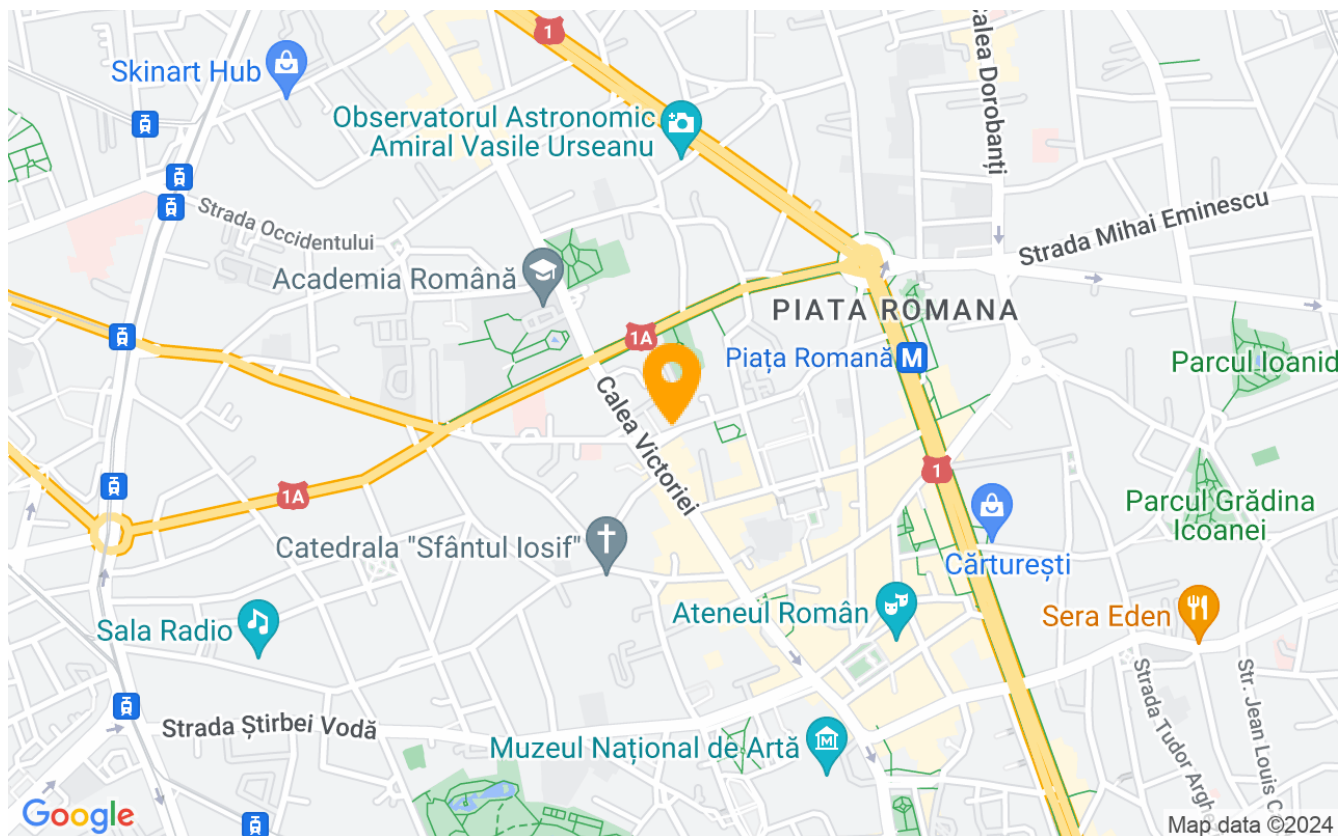 1
Calea Dorobanți
Skinart Hub
Observatorul Astronomic
Amiral Vasile Urseanu
Strada Occidentului
Strada Mihai Eminescu
Academia Română
PIATA ROMANA
1A
Piața Romană
M
Parcul Ioanid
Calea Victoriei
1
1A
Parcul Grădina
Icoanei
Catedrala "Sfântul Iosif"
Cărturești
Ateneul Român
Sera Eden
Sala Radio
Strada Știrbei Vodă
Muzeul Național de Artă
M
Strada Tudor Arghe
Str. Jean Louis C
Google
Map data ©2024